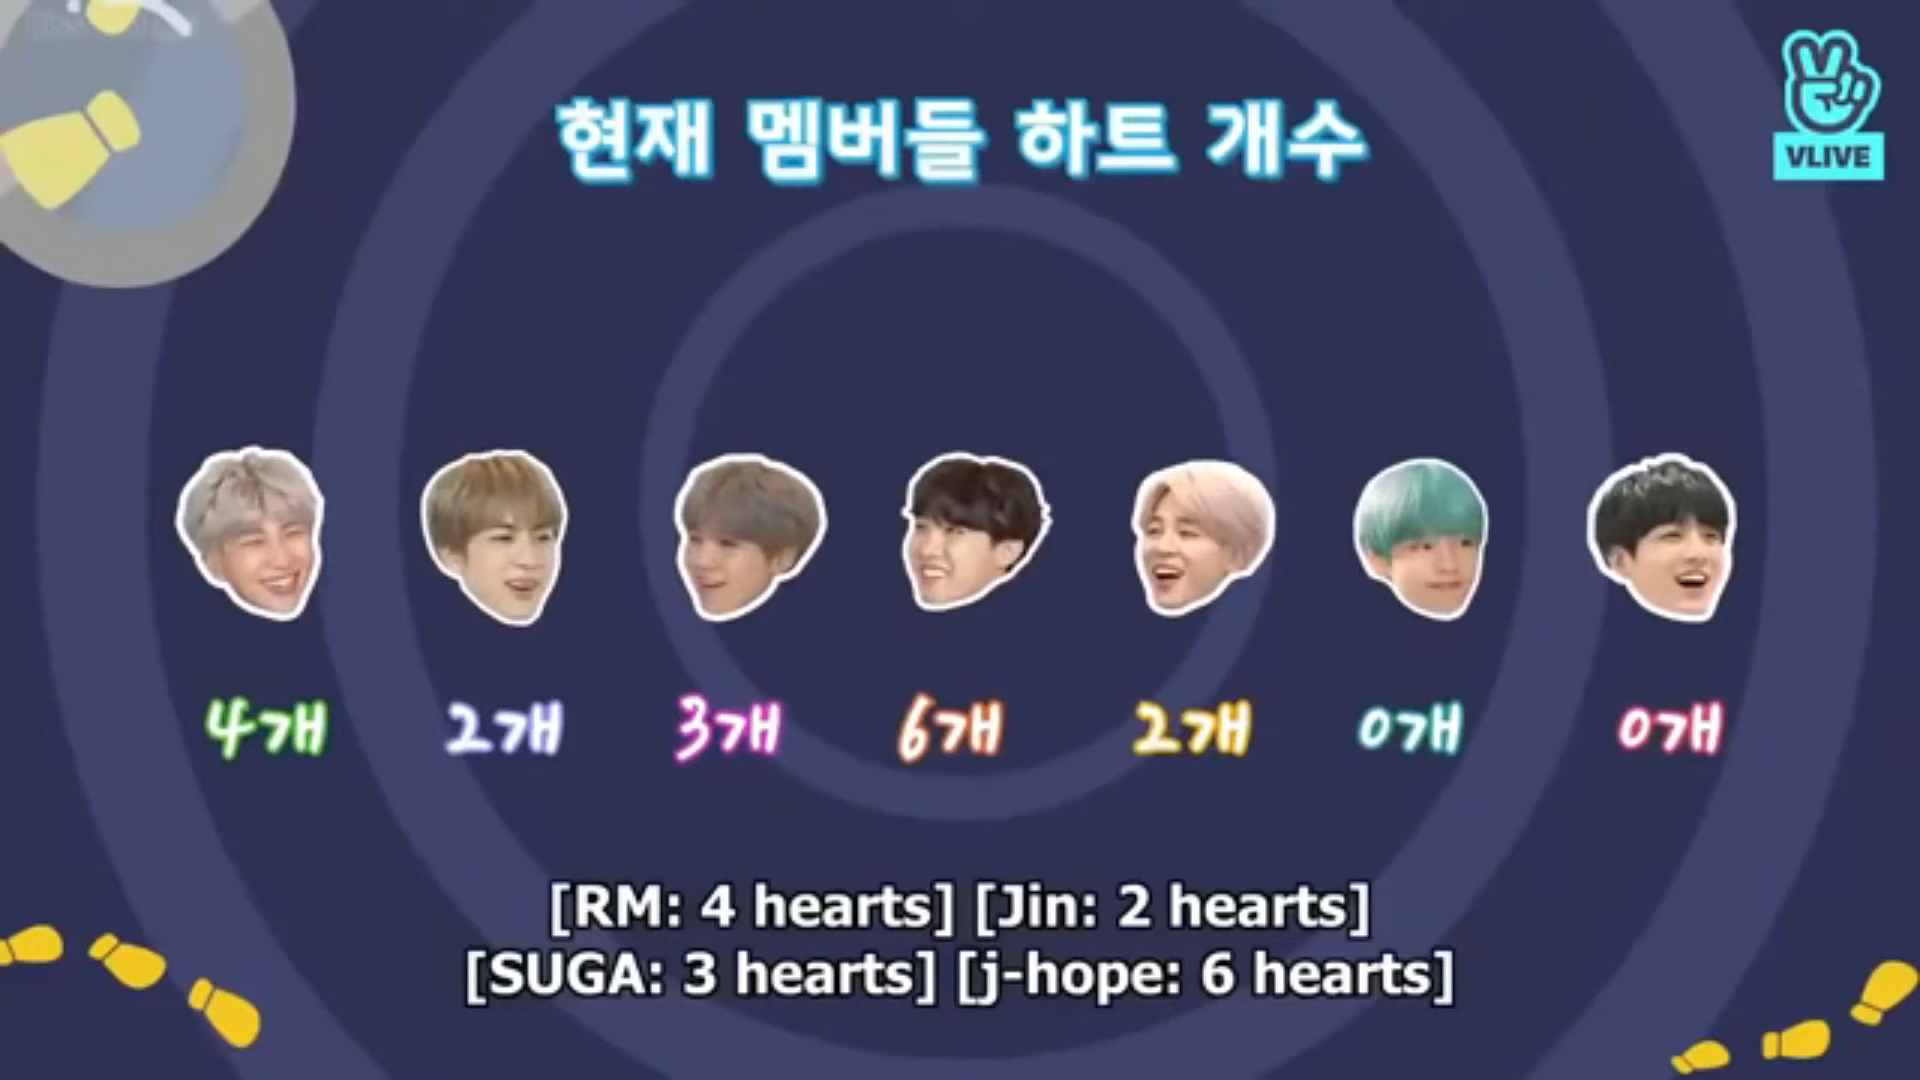 현재 멤버들 하트 개수
VLIVE
4개 2개 3개 6개 2개 0개 0개
[RM: 4 hearts] [Jin: 2 hearts]
[SUGA: 3 hearts] [j-hope: 6 hearts]